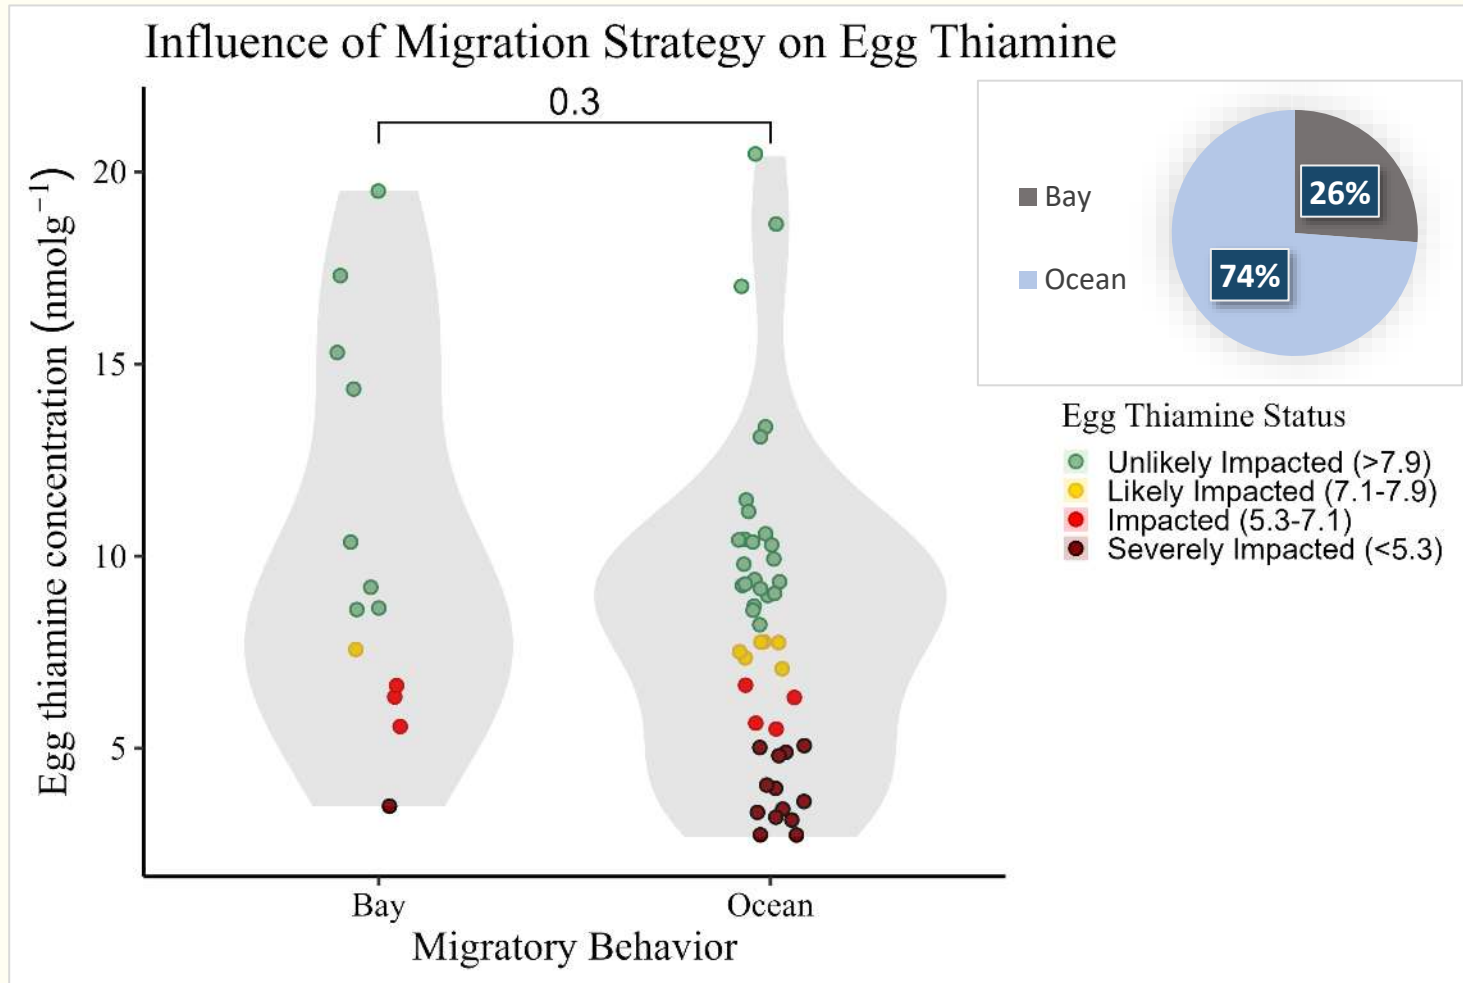 Influence of Migration Strategy on Egg Thiamine
0.3
20
15
10
5
Egg thiamine concentration (nmolg⁻¹)
Bay
Ocean
Migratory Behavior
Bay
Ocean
26%
74%
Egg Thiamine Status
Unlikely Impacted (>7.9)
Likely Impacted (7.1-7.9)
Impacted (5.3-7.1)
Severely Impacted (<5.3)